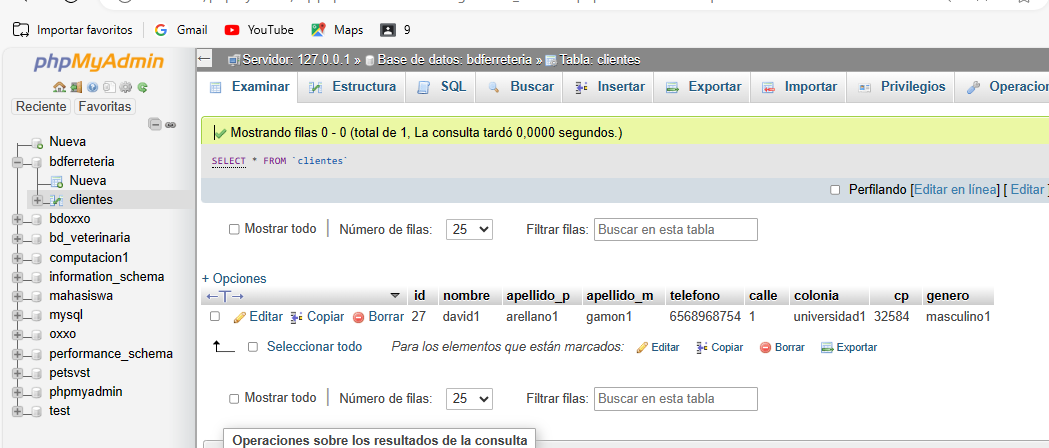 Importar favoritos
Gmail
YouTube
Maps
9
phpMyAdmin
Reciente
Favoritas
Nueva
bdferreteria
Nueva
clientes
bdoxxo
bd_veterinaria
computacion1
information_schema
mahasiswa
mysql
oxxo
performance_schema
petsvst
phpmyadmin
test
Servidor: 127.0.0.1 » Base de datos: bdferreteria » Tabla: clientes
Examinar Estructura SQL Buscar Insertar Exportar Importar Privilegios Operacion
Mostrando filas 0 - 0 (total de 1, La consulta tardó 0,0000 segundos.)
SELECT * FROM `clientes`
Perfilando [Editar en línea] [ Editar ]
Mostrar todo Número de filas: 25 Filtrar filas: Buscar en esta tabla
+ Opciones
←T→ id nombre apellido_p apellido_m telefono calle colonia cp genero
Editar Copiar Borrar 27 david1 arellano1 gamon1 6568968754 1 universidad1 32584 masculino1
Seleccionar todo Para los elementos que están marcados: Editar Copiar Borrar Exportar
Mostrar todo Número de filas: 25 Filtrar filas: Buscar en esta tabla
Operaciones sobre los resultados de la consulta